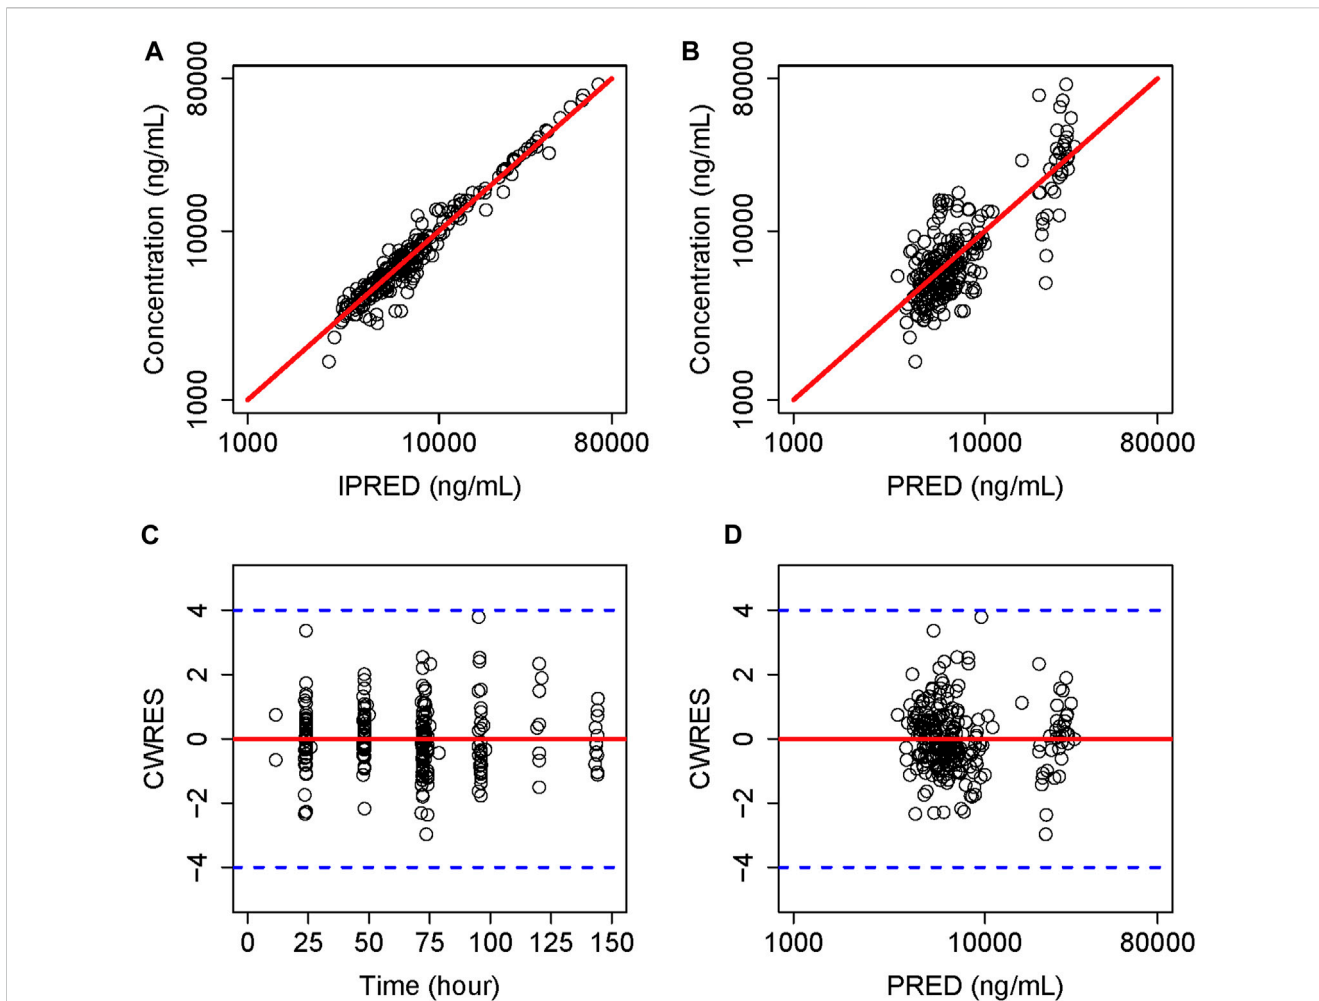 A
80000
10000
1000
Concentration (ng/mL)
1000 10000 80000
IPRED (ng/mL)
B
80000
10000
1000
Concentration (ng/mL)
1000 10000 80000
PRED (ng/mL)
C
4
2
0
−2
−4
CWRES
0 25 50 75 100 125 150
Time (hour)
D
4
2
0
−2
−4
CWRES
1000 10000 80000
PRED (ng/mL)